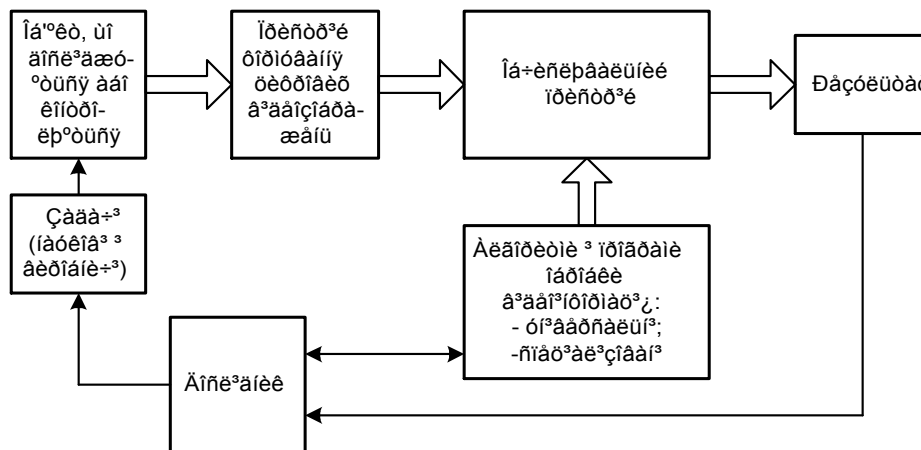 Îá'ºêò, ùî
äîñë³äæó-
ºòüñÿ àáî
êîíòðî-
ëþºòüñÿ
Ïðèñòð³é
ôîðìóâàííÿ
öèôðîâèõ
â³äåîçîáðà-
æåíü
Îá÷èñëþâàëüíèé
ïðèñòð³é
Ðåçóëüòàò
Çàäà÷³
(íàóêîâ³ ³
âèðîáíè÷³)
Àëãîðèòìè ³ ïðîãðàìè
îáðîáêè
â³äåî³íôîðìàö³¿:
- óí³âåðñàëüí³;
-ñïåö³àë³çîâàí³
Äîñë³äíèê